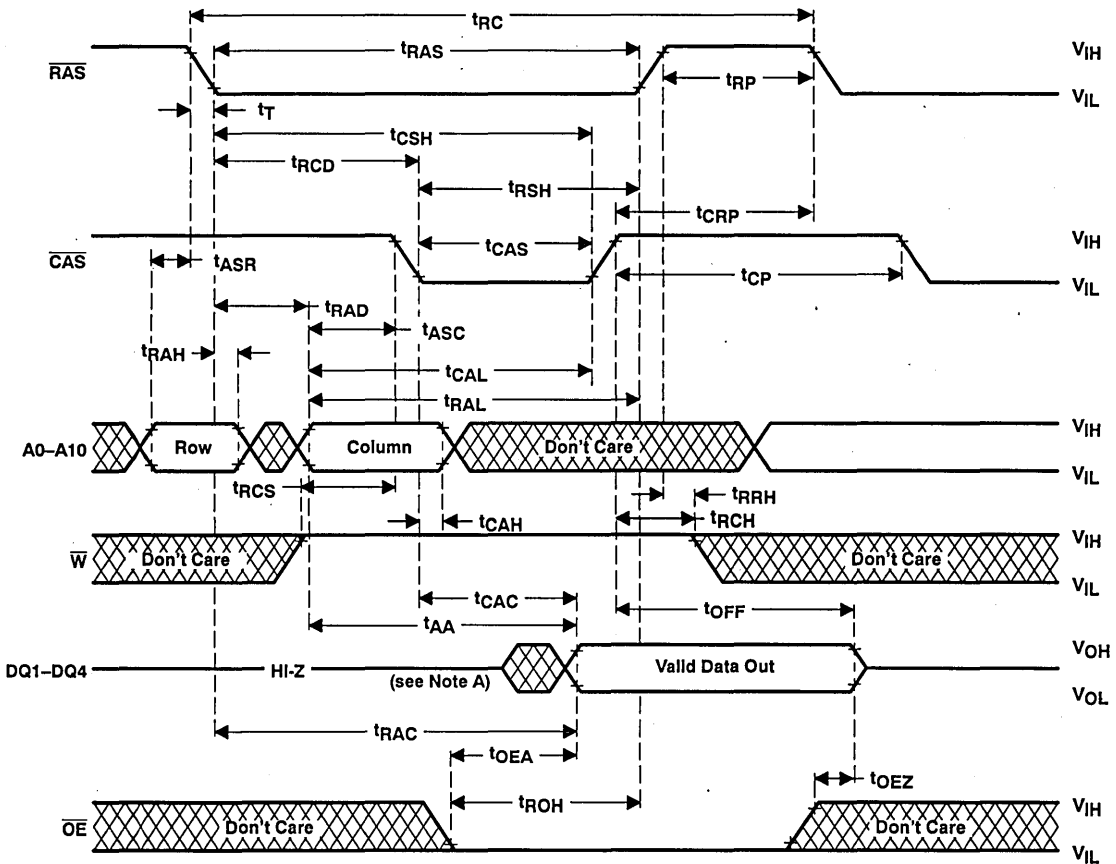 tRC
RAS
tRAS
VIH
tRP
VIL
tT
tCSH
tRCD
tRSH
tCRP
CAS
VIH
tCAS
tASR
tCP
VIL
tRAD
tASC
tRAH
tCAL
tRAL
VIH
A0–A10
Row
Column
Don't Care
VIL
tRCS
tRRH
tCAH
tRCH
VIH
W
Don't Care
Don't Care
VIL
tCAC
tOFF
tAA
VOH
DQ1–DQ4
HI-Z
(see Note A)
Valid Data Out
VOL
tRAC
tOEA
tOEZ
tROH
VIH
OE
Don't Care
Don't Care
VIL